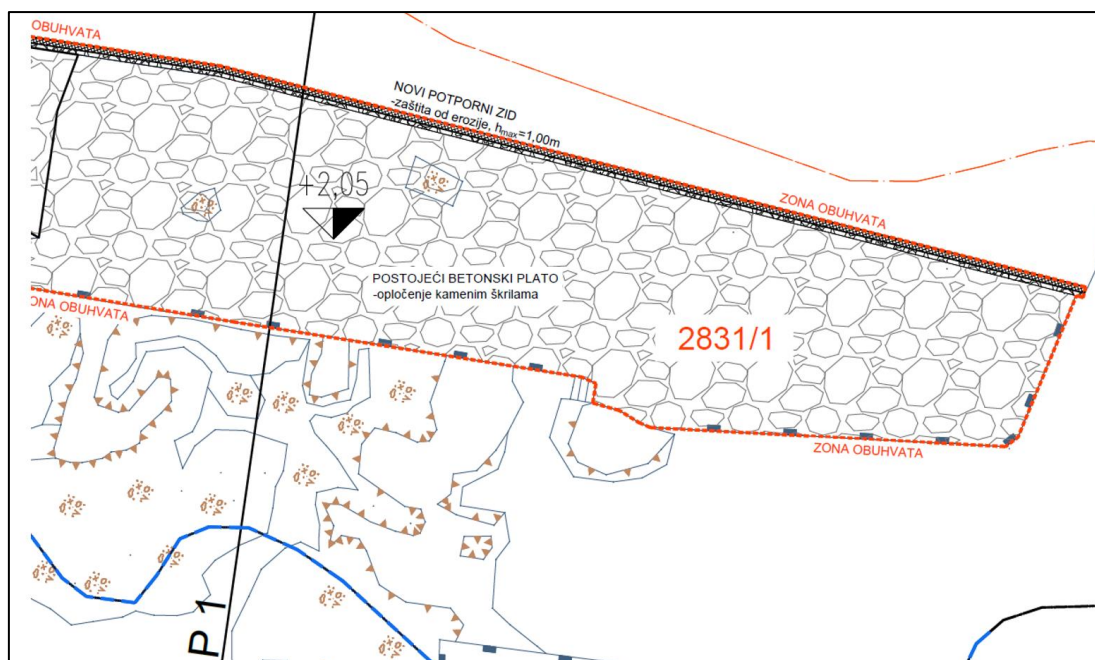 OBUHVATA
NOVI POTPORNI ZID
-zaštita od erozije, hmax=1,00m
+2,05
ZONA OBUHVATA
POSTOJEĆI BETONSKI PLATO
-opločenje kamenim škrilama
ZONA OBUHVATA
2831/1
ZONA OBUHVATA
P 1